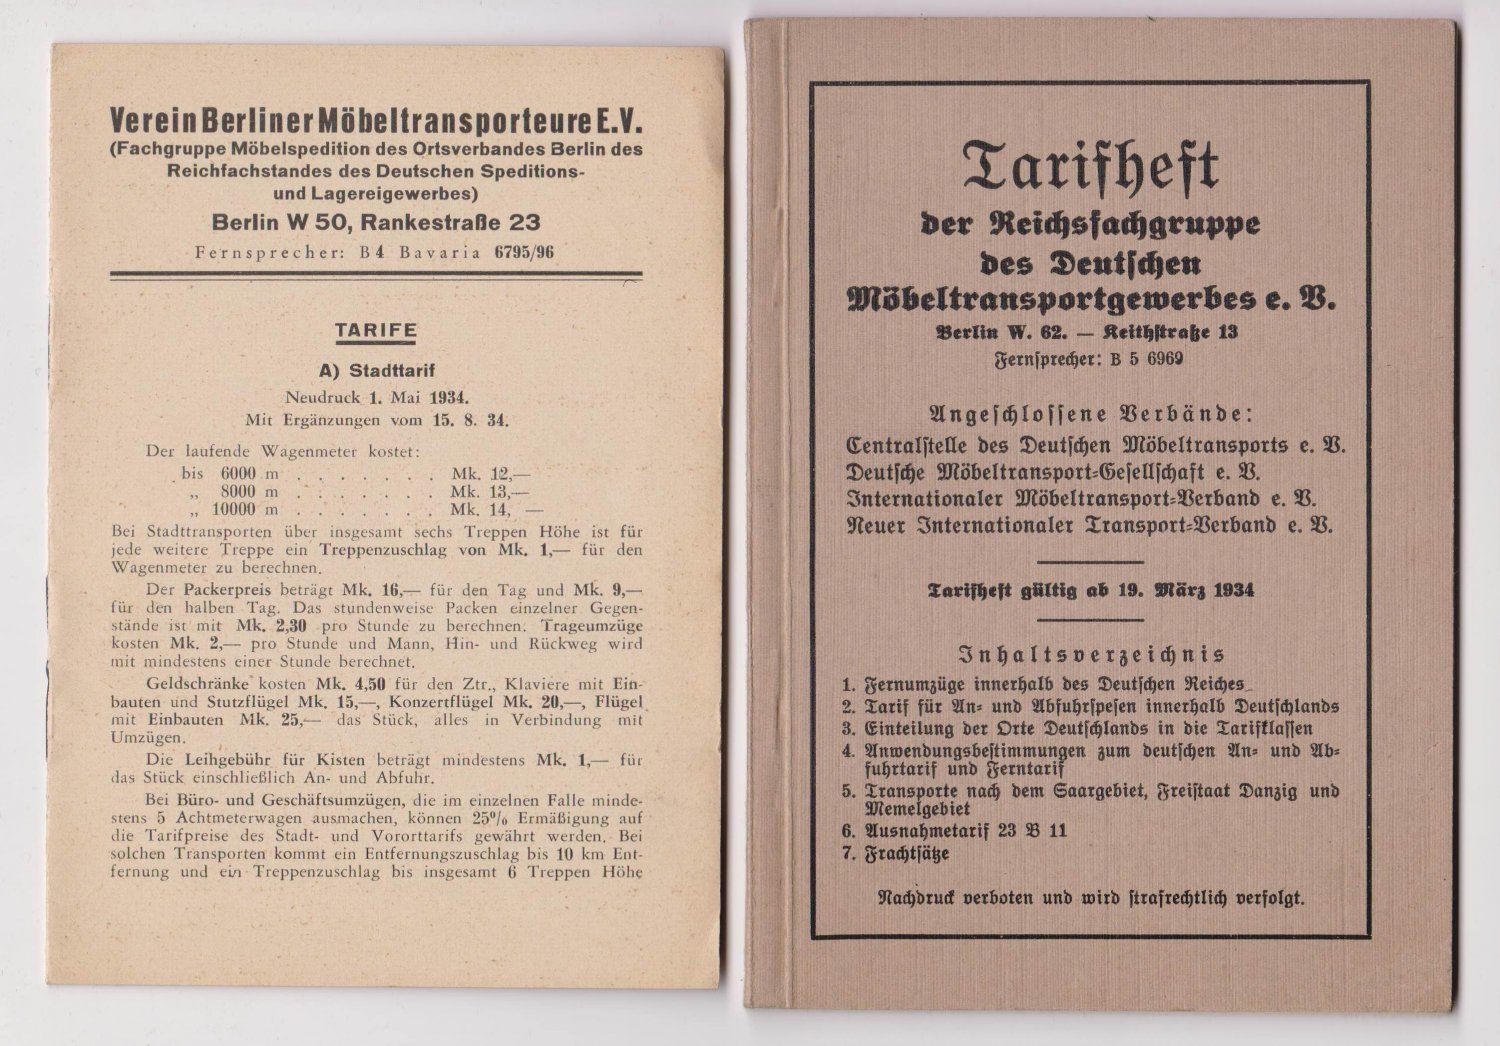 Verein Berliner Möbeltransporteure E.V.
(Fachgruppe Möbelspedition des Ortsverbandes Berlin des
Reichfachstandes des Deutschen Speditions-
und Lagereigewerbes)
Berlin W 50, Rankestraße 23
Fernsprecher: B 4 Bavaria 6795/96
TARIFE
A) Stadttarif
Neudruck 1. Mai 1934.
Mit Ergänzungen vom 15. 8. 34.
Der laufende Wagenmeter kostet:
bis 6000 m . . . . . . . Mk. 12,—
„ 8000 m . . . . . . . Mk. 13,—
„ 10000 m . . . . . . . Mk. 14, —
Bei Stadttransporten über insgesamt sechs Treppen Höhe ist für
jede weitere Treppe ein Treppenzuschlag von Mk. 1,— für den
Wagenmeter zu berechnen.
Der Packerpreis beträgt Mk. 16,— für den Tag und Mk. 9,—
für den halben Tag. Das stundenweise Packen einzelner Gegen-
stände ist mit Mk. 2,30 pro Stunde zu berechnen. Trageumzüge
kosten Mk. 2,— pro Stunde und Mann, Hin- und Rückweg wird
mit mindestens einer Stunde berechnet.
Geldschränke kosten Mk. 4,50 für den Ztr., Klaviere mit Ein-
bauten und Stutzflügel Mk. 15,—, Konzertflügel Mk. 20,—, Flügel
mit Einbauten Mk. 25,— das Stück, alles in Verbindung mit
Umzügen.
Die Leihgebühr für Kisten beträgt mindestens Mk. 1,— für
das Stück einschließlich An- und Abfuhr.
Bei Büro- und Geschäftsumzügen, die im einzelnen Falle minde-
stens 5 Achtmeterwagen ausmachen, können 25% Ermäßigung auf
die Tarifpreise des Stadt- und Vororttarifs gewährt werden. Bei
solchen Transporten kommt ein Entfernungszuschlag bis 10 km Ent-
fernung und ein Treppenzuschlag bis insgesamt 6 Treppen Höhe
Tarifheft
der Reichsfachgruppe
des Deutschen
Möbeltransportgewerbes e. V.
Berlin W. 62. — Keithstraße 13
Fernsprecher: B 5 6969
Angeschlossene Verbände:
Centralstelle des Deutschen Möbeltransports e. V.
Deutsche Möbeltransport-Gesellschaft e. V.
Internationaler Möbeltransport-Verband e. V.
Neuer Internationaler Transport-Verband e. V.
Tarifheft gültig ab 19. März 1934
Inhaltsverzeichnis
1. Fernumzüge innerhalb des Deutschen Reiches
2. Tarif für An- und Abfuhrspesen innerhalb Deutschlands
3. Einteilung der Orte Deutschlands in die Tarifklassen
4. Anwendungsbestimmungen zum deutschen An- und Ab-
fuhrtarif und Ferntarif
5. Transporte nach dem Saargebiet, Freistaat Danzig und
Memelgebiet
6. Ausnahmetarif 23 B 11
7. Frachtsätze
Nachdruck verboten und wird strafrechtlich verfolgt.